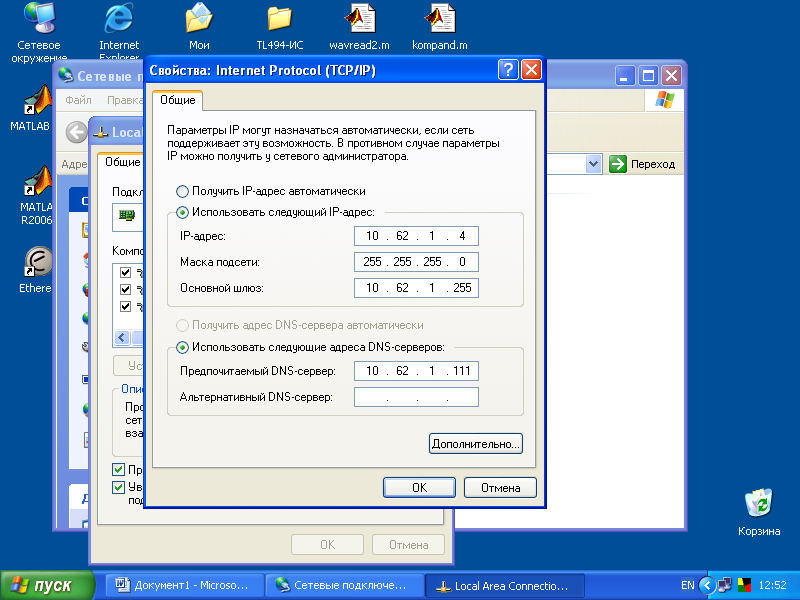 Сетевое
окружение
Internet
Explorer
Мои
TL494-ИС
wavread2.m
kompand.m
MATLAB
MATLA
R2006
Ethere
Сетевые п
Файл
Правка
Адре
Переход
Local
Общие
Подкл
Компо
Ус
Опис
Про
сет
вза
Пр
Ув
под
OK
Отмена
Свойства: Internet Protocol (TCP/IP)
Общие
Параметры IP могут назначаться автоматически, если сеть
поддерживает эту возможность. В противном случае параметры
IP можно получить у сетевого администратора.
Получить IP-адрес автоматически
Использовать следующий IP-адрес:
IP-адрес: 10 . 62 . 1 . 4
Маска подсети: 255 . 255 . 255 . 0
Основной шлюз: 10 . 62 . 1 . 255
Получить адрес DNS-сервера автоматически
Использовать следующие адреса DNS-серверов:
Предпочитаемый DNS-сервер: 10 . 62 . 1 . 111
Альтернативный DNS-сервер: . . .
Дополнительно...
OK
Отмена
Корзина
пуск
Документ1 - Microso...
Сетевые подключе...
Local Area Connectio...
EN
12:52